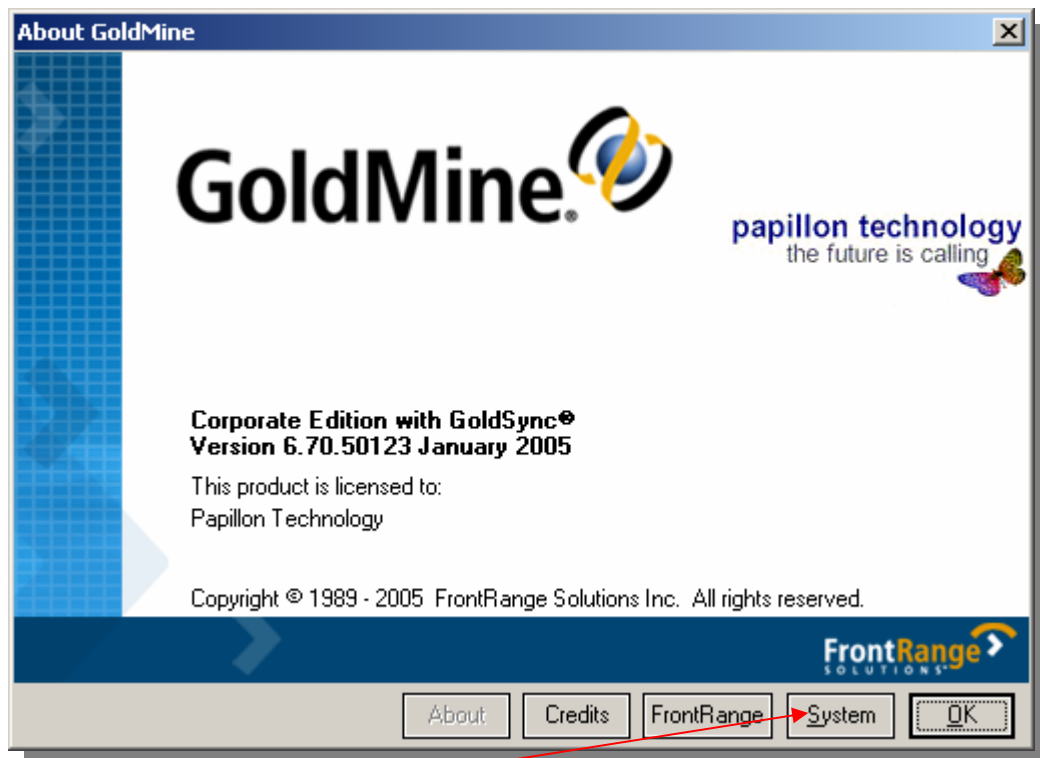 About GoldMine
GoldMine®
papillon technology
the future is calling
Corporate Edition with GoldSync®
Version 6.70.50123 January 2005
This product is licensed to:
Papillon Technology
Copyright © 1989 - 2005 FrontRange Solutions Inc. All rights reserved.
FrontRange
SOLUTIONS
About Credits FrontRange System OK